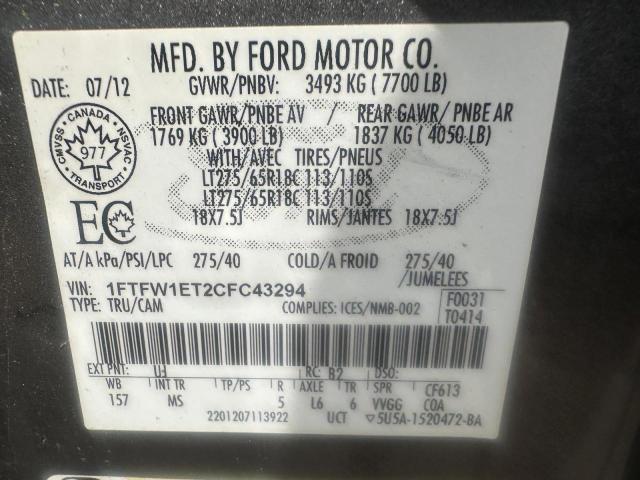 MFD. BY FORD MOTOR CO.
DATE: 07/12 GVWR/PNBV: 3493 KG ( 7700 LB)
FRONT GAWR/PNBE AV / REAR GAWR/ PNBE AR
1769 KG ( 3900 LB) 1837 KG ( 4050 LB)
WITH/AVEC TIRES/PNEUS
LT275/65R18C 113/110S
LT275/65R18C 113/110S
18X7.5J RIMS/JANTES 18X7.5J
CANADA
CMVSS NSVAC
977
TRANSPORT
EC
AT/A kPa/PSI/LPC 275/40 COLD/A FROID 275/40
/JUMELEES
VIN: 1FTFW1ET2CFC43294
TYPE: TRU/CAM COMPLIES: ICES/NMB-002
F0031
T0414
EXT PNT: RC: B2 DSO:
WB INT TR TP/PS R AXLE TR SPR CF613
157 MS 5 L6 6 VVGG COA
2201207113922 UCT 5U5A-1520472-BA